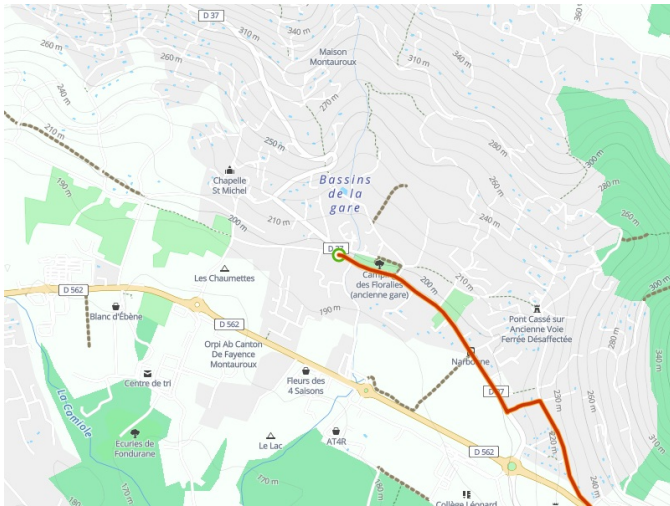 D 37
360 m
340 m
310 m
310 m
340 m
260 m
Maison
Montauroux
240 m
270 m
210 m
250 m
280 m
300 m
280 m
Chapelle
St Michel
Bassins
de la
gare
260 m
190 m
260 m
200 m
210 m
240 m
D 37
Les Chaumettes
des Floralies
(ancienne gare)
200 m
210 m
300 m
D 562
190 m
Blanc d'Ébène
D 562
Pont Cassé sur
Ancienne Voie
Ferrée Désaffectée
280 m
Orpi Ab Canton
De Fayence
Montauroux
340 m
Narbonne
Centre de tri
Fleurs des
4 Saisons
230 m
260 m
La Camiole
Écuries de
Fondurane
Le Lac
AT4R
220 m
310 m
D 562
170 m
170 m
180 m
240 m
Collège Léonard